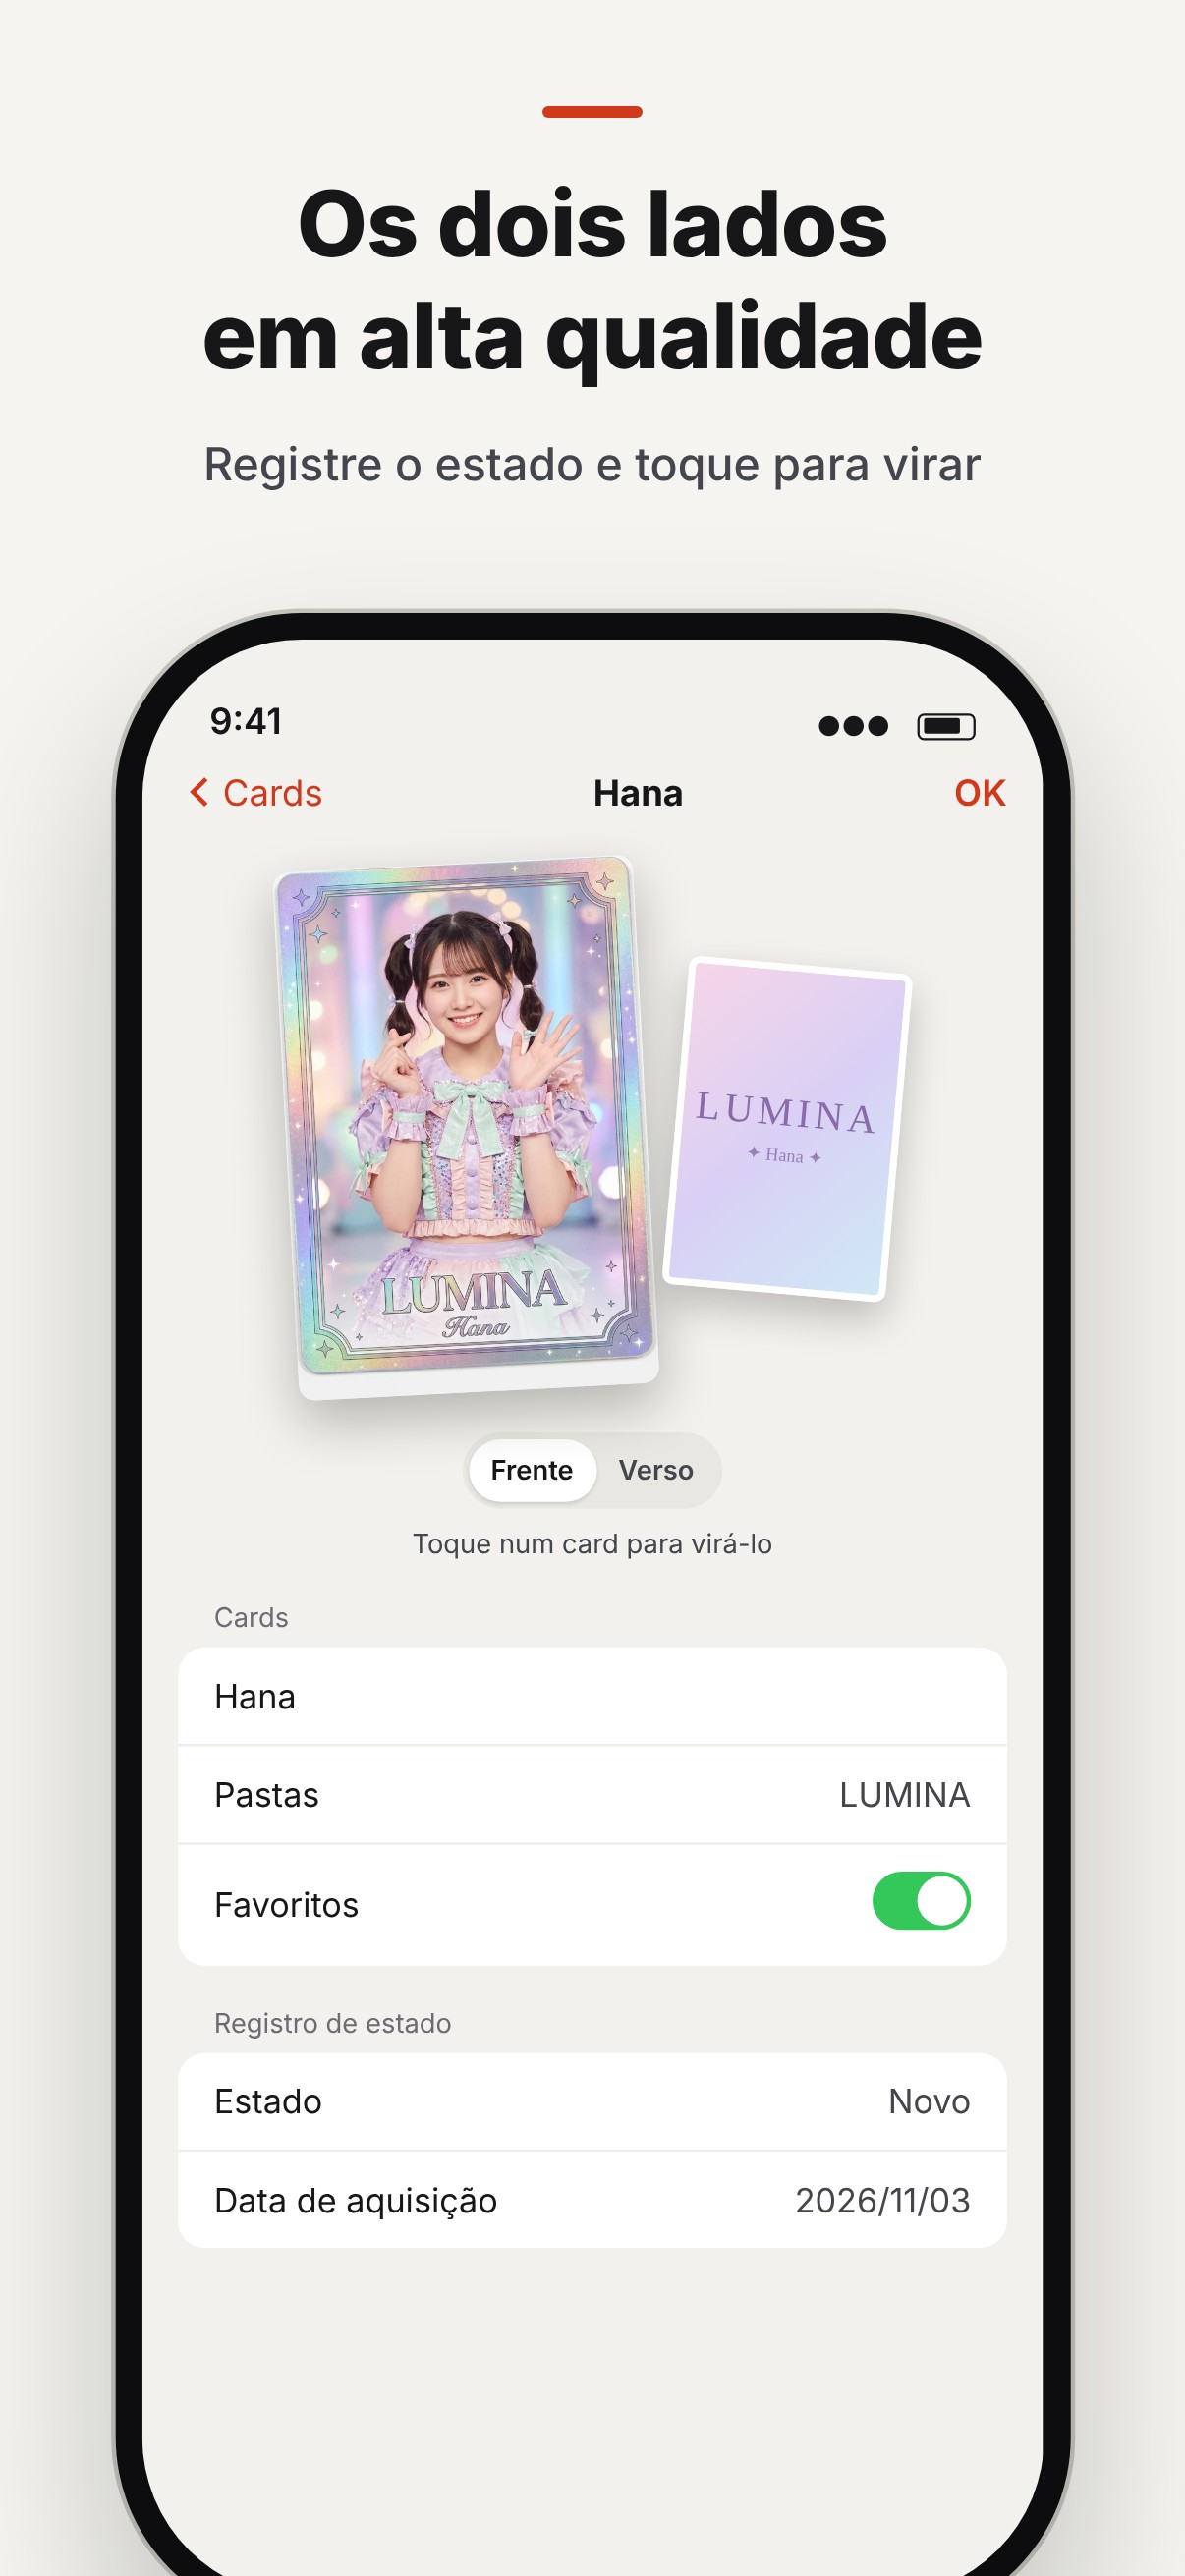 Os dois lados
em alta qualidade
Registre o estado e toque para virar
9:41
Cards
Hana
OK
LUMINA
Hana
LUMINA
✦ Hana ✦
Frente
Verso
Toque num card para virá-lo
Cards
Hana
Pastas
LUMINA
Favoritos
Registro de estado
Estado
Novo
Data de aquisição
2026/11/03